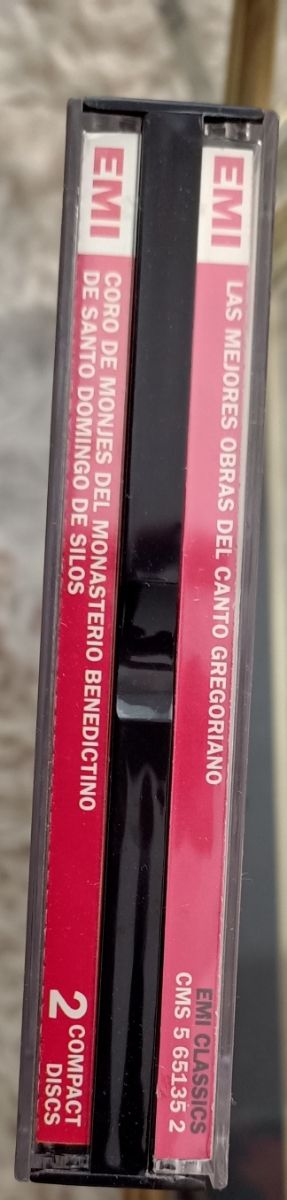 EMI
LAS MEJORES OBRAS DEL CANTO GREGORIANO
EMI CLASSICS
CMS 5 65135 2
EMI
CORO DE MONJES DEL MONASTERIO BENEDICTINO
DE SANTO DOMINGO DE SILOS
2 COMPACT
DISCS